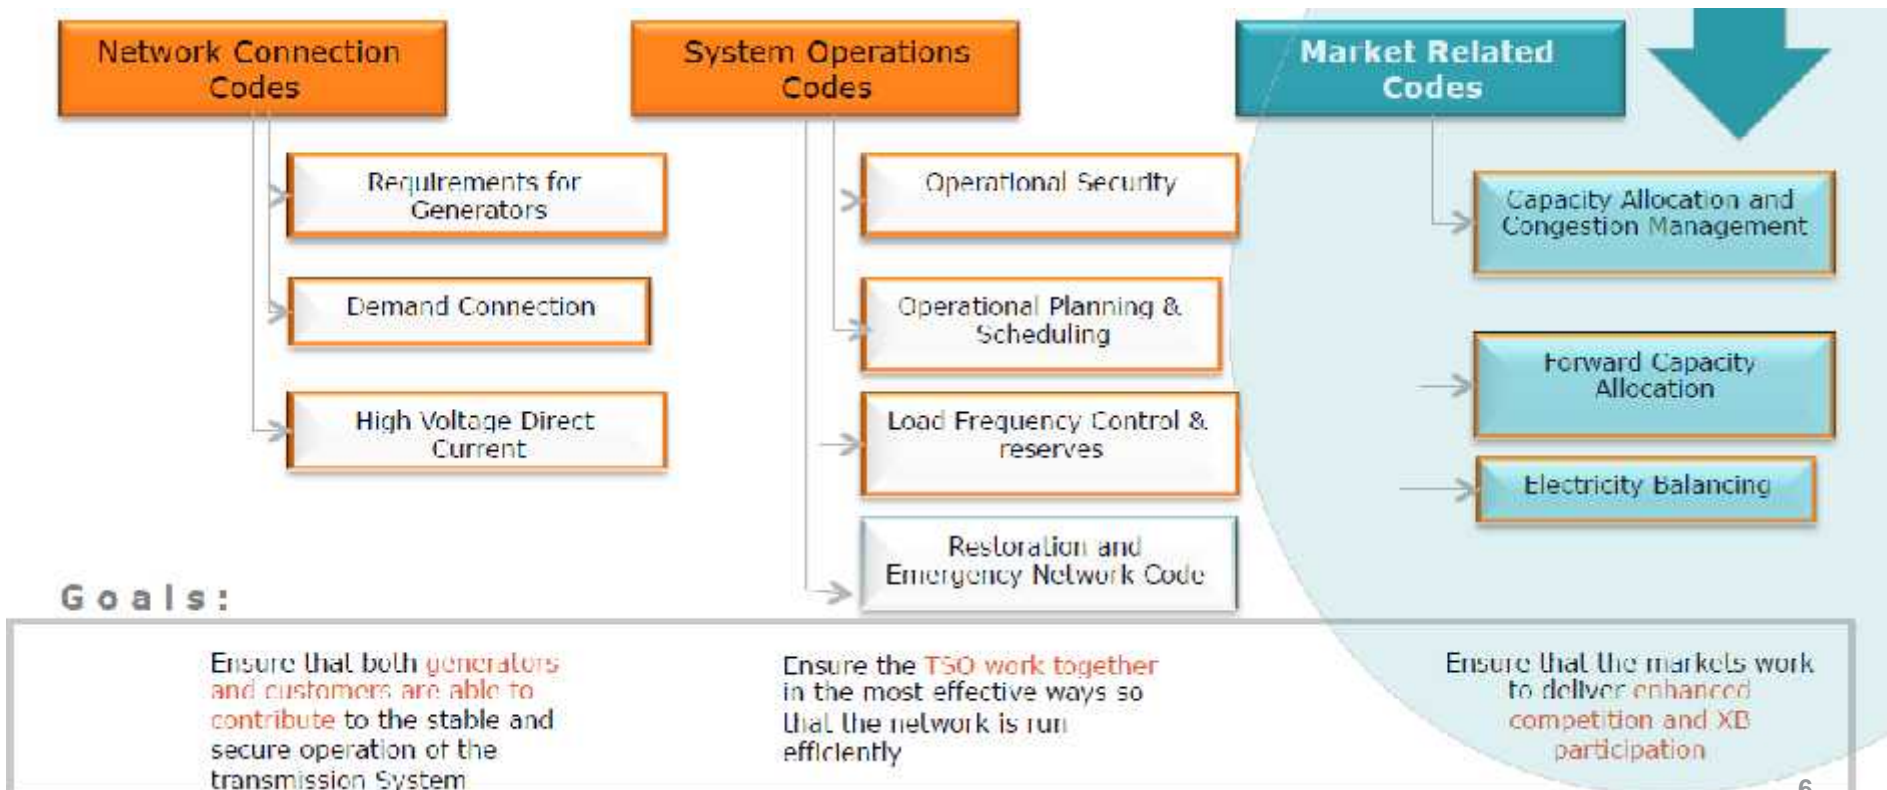 Network Connection
Codes
Requirements for
Generators
Demand Connection
High Voltage Direct
Current
System Operations
Codes
Operational Security
Operational Planning &
Scheduling
Load Frequency Control &
reserves
Restoration and
Emergency Network Code
Market Related
Codes
Capacity Allocation and
Congestion Management
Forward Capacity
Allocation
Electricity Balancing
Goals:
Ensure that both generators
and customers are able to
contribute to the stable and
secure operation of the
transmission System
Ensure the TSO work together
in the most effective ways so
that the network is run
efficiently
Ensure that the markets work
to deliver enhanced
competition and XB
participation
6